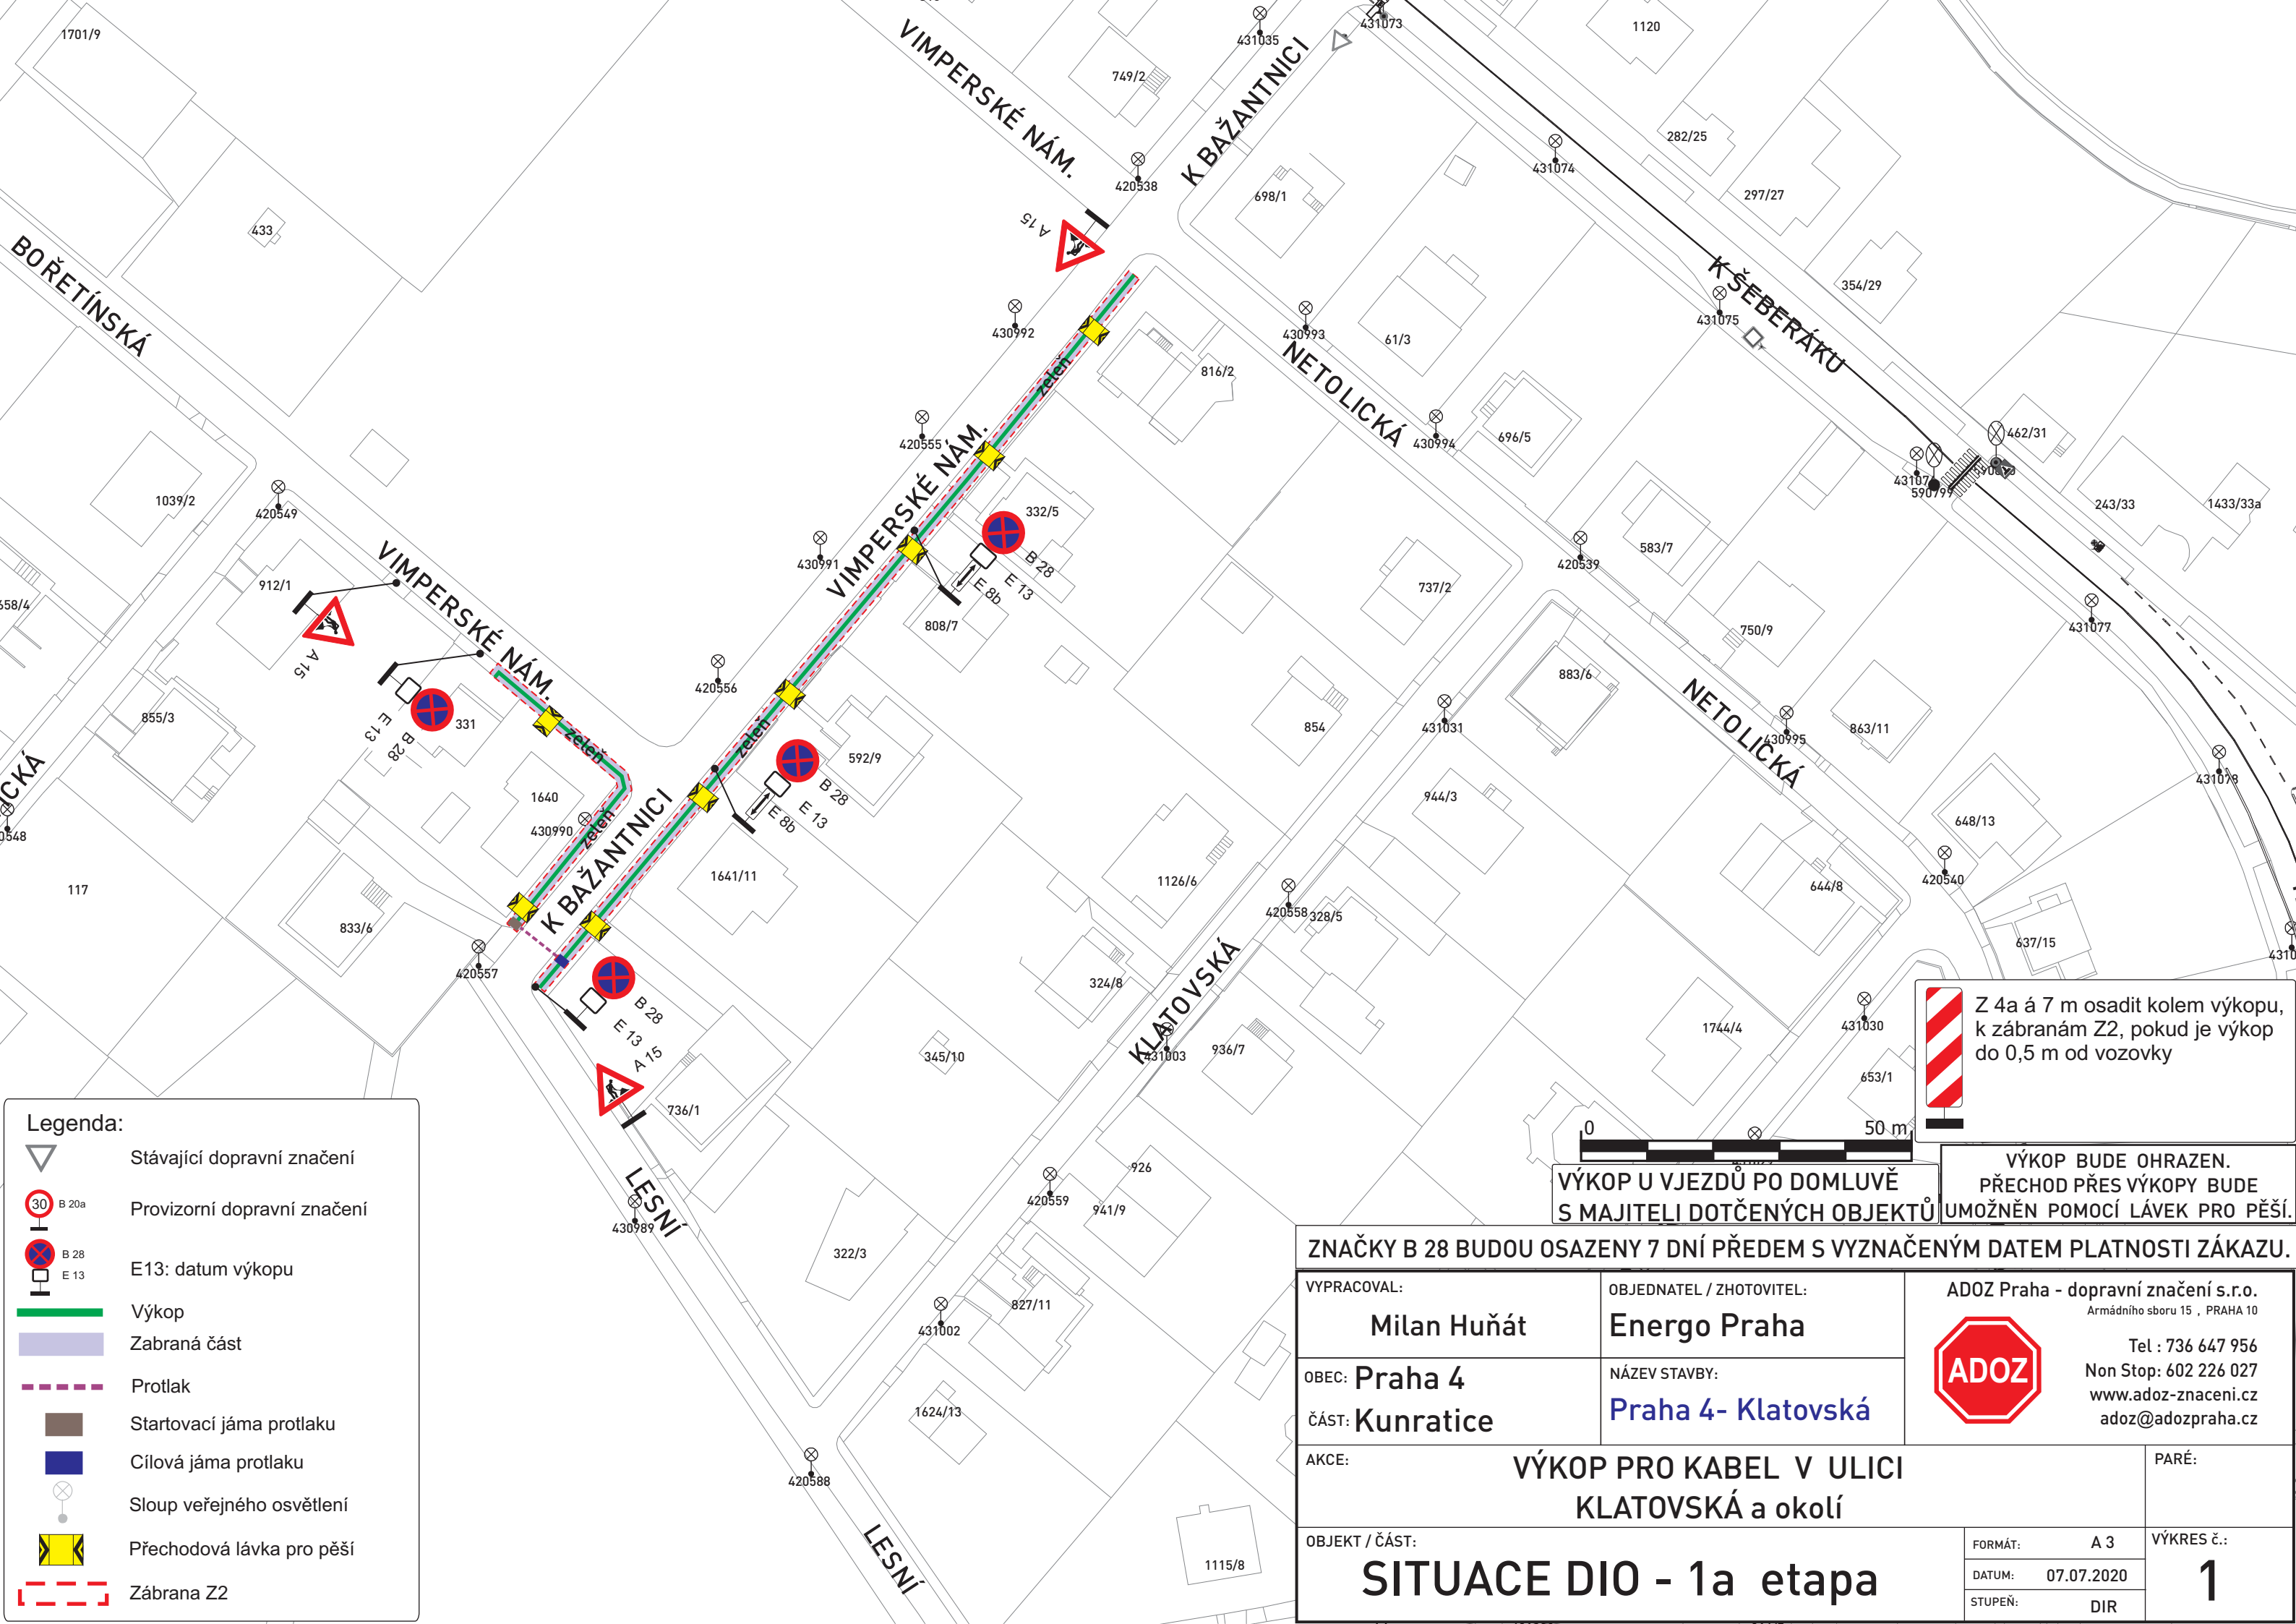 1701/9
749/2
431035
431073
1120
VIMPERSKÉ NÁM.
K BAŽANTNICI
420538
431074
282/25
297/27
698/1
433
A 15
BOŘETÍNSKÁ
K ŠEBERÁKU
354/29
430992
430993
61/3
431075
816/2
zeleň
NETOLICKÁ
420555
430994
696/5
462/31
43107
590799
243/33
1433/33a
1039/2
420549
VIMPERSKÉ NÁM.
332/5
B 28
E 13
E 8b
430991
583/7
420539
737/2
431077
912/1
VIMPERSKÉ NÁM.
658/4
A 15
808/7
750/9
420556
883/6
NETOLICKÁ
855/3
331
E 13
B 28
zeleň
zeleň
592/9
854
431031
430995
863/11
431078
1640
430990
zeleň
B 28
E 13
E 8b
944/3
648/13
K BAŽANTNICI
117
1641/11
1126/6
420540
644/8
833/6
420558
328/5
637/15
420557
324/8
KLATOVSKÁ
B 28
E 13
A 15
345/10
431003
936/7
1744/4
431030
653/1
736/1
LESNÍ
430989
926
420559
941/9
322/3
827/11
431002
1624/13
420588
LESNÍ
1115/8
Z 4a á 7 m osadit kolem výkopu,
k zábranám Z2, pokud je výkop
do 0,5 m od vozovky
0 50 m
VÝKOP U VJEZDŮ PO DOMLUVĚ
S MAJITELI DOTČENÝCH OBJEKTŮ
VÝKOP BUDE OHRAZEN.
PŘECHOD PŘES VÝKOPY BUDE
UMOŽNĚN POMOCÍ LÁVEK PRO PĚŠÍ.
ZNAČKY B 28 BUDOU OSAZENY 7 DNÍ PŘEDEM S VYZNAČENÝM DATEM PLATNOSTI ZÁKAZU.
Legenda:
Stávající dopravní značení
30 B 20a
Provizorní dopravní značení
B 28
E 13
E13: datum výkopu
Výkop
Zabraná část
Protlak
Startovací jáma protlaku
Cílová jáma protlaku
Sloup veřejného osvětlení
Přechodová lávka pro pěší
Zábrana Z2
VYPRACOVAL:
Milan Huňát
OBJEDNATEL / ZHOTOVITEL:
Energo Praha
OBEC: Praha 4
ČÁST: Kunratice
NÁZEV STAVBY:
Praha 4- Klatovská
ADOZ Praha - dopravní značení s.r.o.
Armádního sboru 15 , PRAHA 10
ADOZ
Tel : 736 647 956
Non Stop: 602 226 027
www.adoz-znaceni.cz
adoz@adozpraha.cz
AKCE:
VÝKOP PRO KABEL V ULICI
KLATOVSKÁ a okolí
PARÉ:
OBJEKT / ČÁST:
SITUACE DIO - 1a etapa
FORMÁT: A 3
DATUM: 07.07.2020
STUPEŇ: DIR
VÝKRES č.:
1